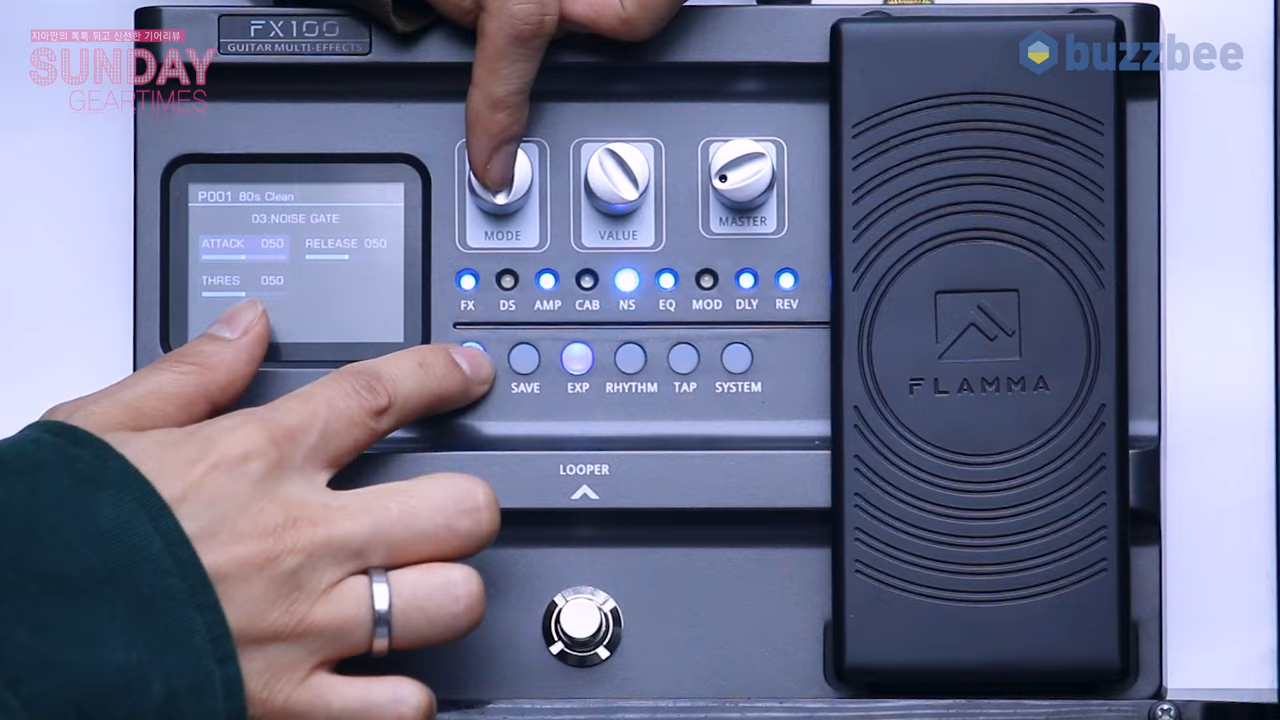 지아만의 톡톡 튀고 신선한 기어리뷰
SUNDAY
GEARTIMES
buzzbee
FX100
GUITAR MULTI-EFFECTS
P001 80s Clean
03:NOISE GATE
ATTACK 050 RELEASE 050
THRES 050
MODE VALUE MASTER
FX DS AMP CAB NS EQ MOD DLY REV
SAVE EXP RHYTHM TAP SYSTEM
LOOPER
FLAMMA